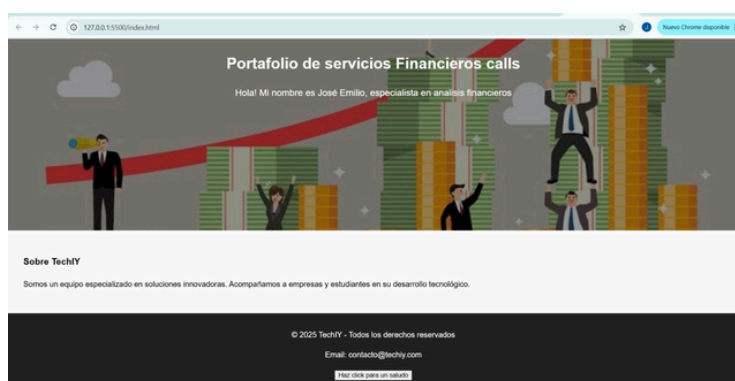 127.0.0.1:5500/index.html
Nuevo Chrome disponible
Portafolio de servicios Financieros calls
Hola! Mi nombre es José Emilio, especialista en analisis financieros
Sobre TechIY
Somos un equipo especializado en soluciones innovadoras. Acompañamos a empresas y estudiantes en su desarrollo tecnológico.
© 2025 TechIY - Todos los derechos reservados
Email: contacto@techiy.com
Haz click para un saludo